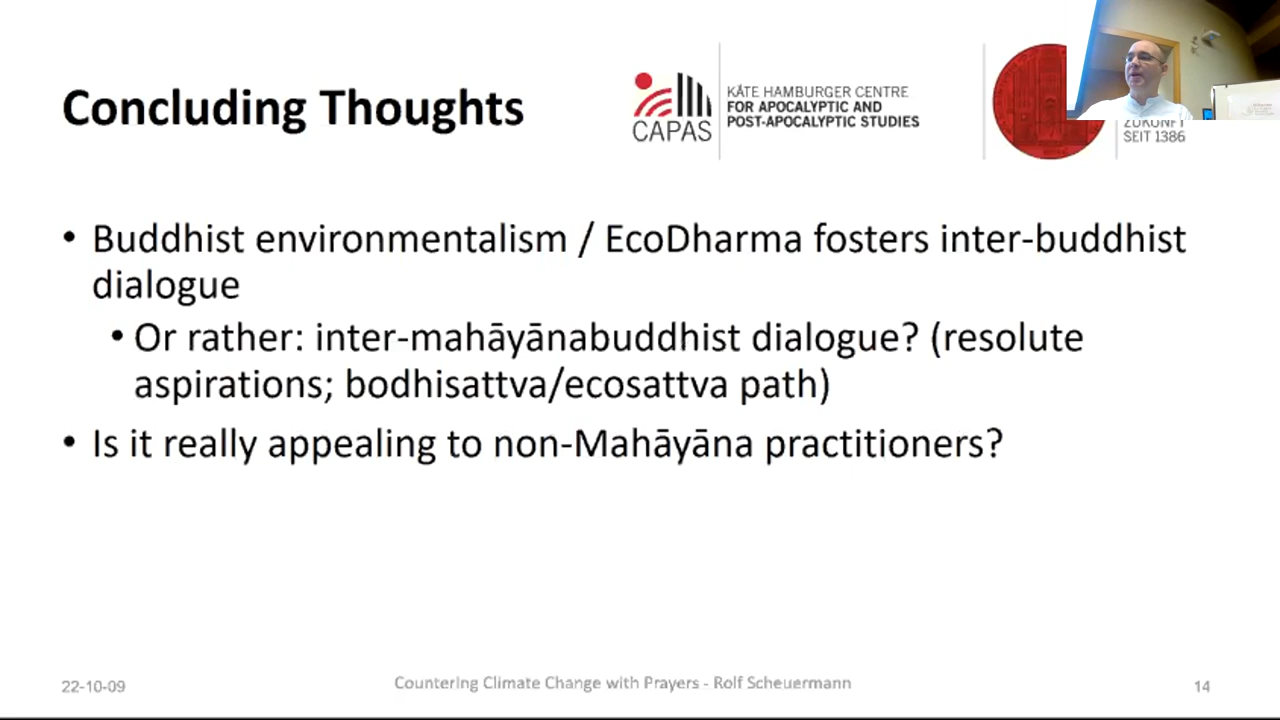 Concluding Thoughts
CAPAS
KÄTE HAMBURGER CENTRE
FOR APOCALYPTIC AND
POST-APOCALYPTIC STUDIES
ZUKUNFT
SEIT 1386
• Buddhist environmentalism / EcoDharma fosters inter-buddhist
dialogue
• Or rather: inter-mahāyānabuddhist dialogue? (resolute
aspirations; bodhisattva/ecosattva path)
• Is it really appealing to non-Mahāyāna practitioners?
22-10-09
Countering Climate Change with Prayers - Rolf Scheuermann
14